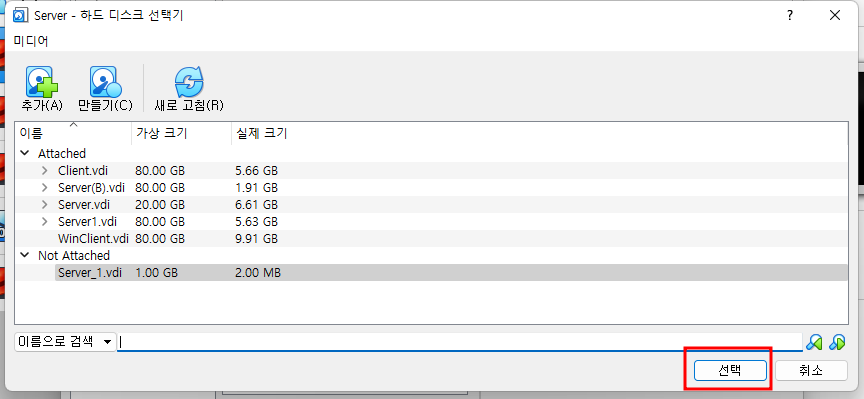 Server - 하드 디스크 선택기
미디어
추가(A) 만들기(C) 새로 고침(R)
이름 가상 크기 실제 크기
Attached
Client.vdi 80.00 GB 5.66 GB
Server(B).vdi 80.00 GB 1.91 GB
Server.vdi 20.00 GB 6.61 GB
Server1.vdi 80.00 GB 5.63 GB
WinClient.vdi 80.00 GB 9.91 GB
Not Attached
Server_1.vdi 1.00 GB 2.00 MB
이름으로 검색
선택 취소